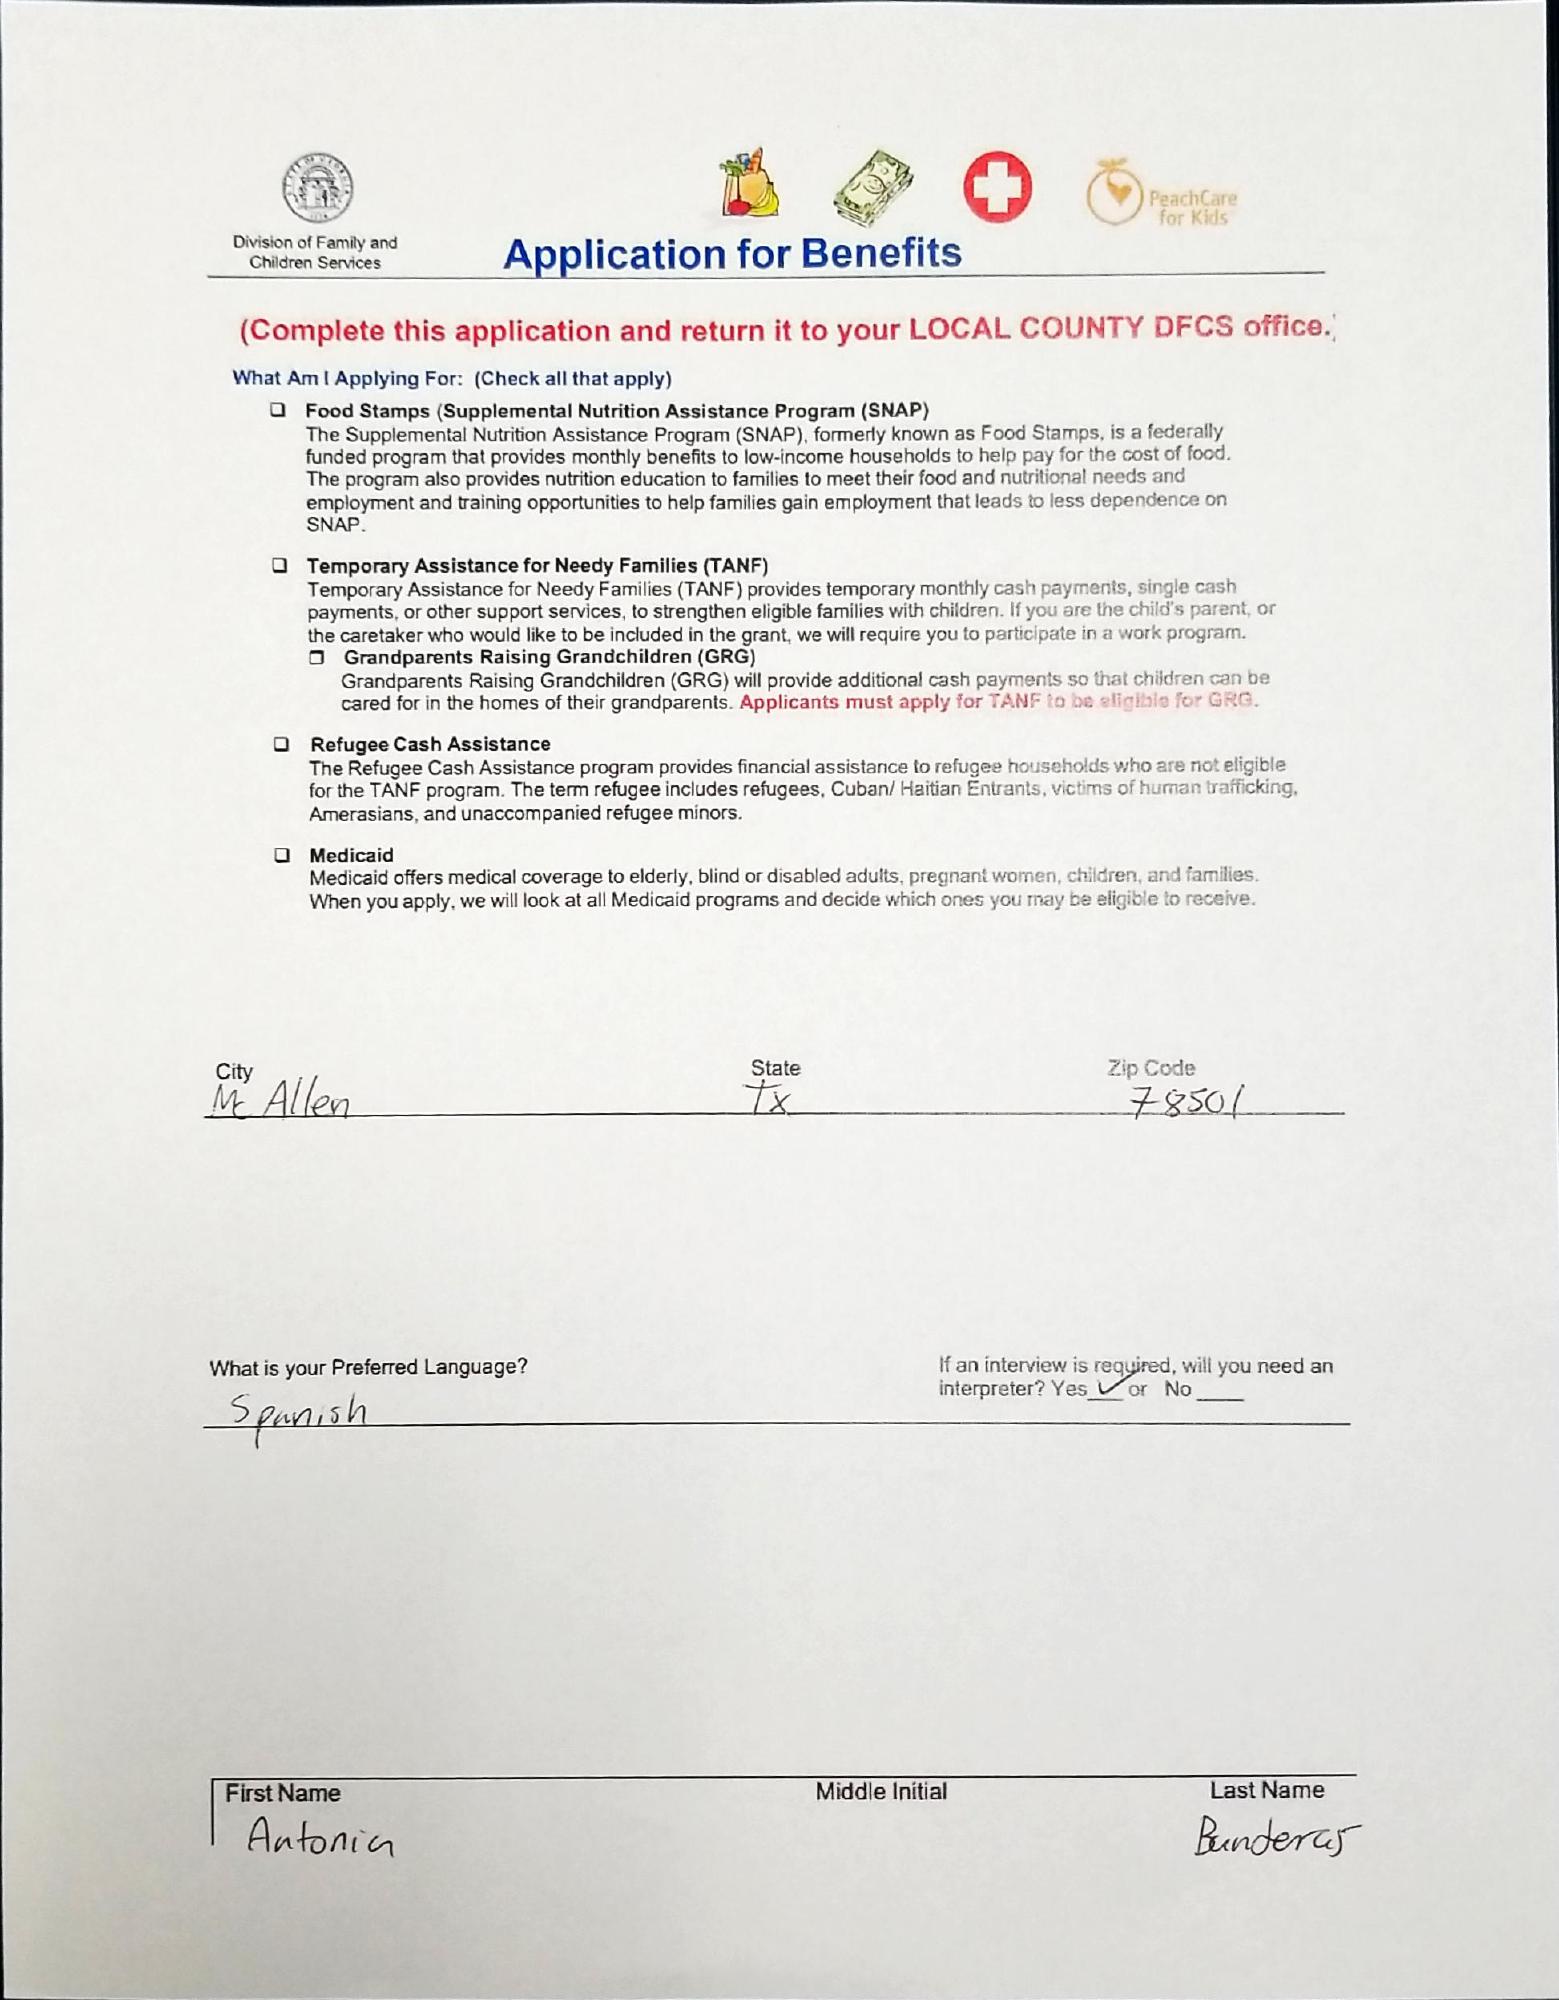 PeachCare
for Kids
Division of Family and
Children Services
Application for Benefits
(Complete this application and return it to your LOCAL COUNTY DFCS office.)
What Am I Applying For: (Check all that apply)
❏ Food Stamps (Supplemental Nutrition Assistance Program (SNAP)
The Supplemental Nutrition Assistance Program (SNAP), formerly known as Food Stamps, is a federally
funded program that provides monthly benefits to low-income households to help pay for the cost of food.
The program also provides nutrition education to families to meet their food and nutritional needs and
employment and training opportunities to help families gain employment that leads to less dependence on
SNAP.
❏ Temporary Assistance for Needy Families (TANF)
Temporary Assistance for Needy Families (TANF) provides temporary monthly cash payments, single cash
payments, or other support services, to strengthen eligible families with children. If you are the child's parent, or
the caretaker who would like to be included in the grant, we will require you to participate in a work program.
❏ Grandparents Raising Grandchildren (GRG)
Grandparents Raising Grandchildren (GRG) will provide additional cash payments so that children can be
cared for in the homes of their grandparents. Applicants must apply for TANF to be eligible for GRG.
❏ Refugee Cash Assistance
The Refugee Cash Assistance program provides financial assistance to refugee households who are not eligible
for the TANF program. The term refugee includes refugees, Cuban/ Haitian Entrants, victims of human trafficking,
Amerasians, and unaccompanied refugee minors.
❏ Medicaid
Medicaid offers medical coverage to elderly, blind or disabled adults, pregnant women, children, and families.
When you apply, we will look at all Medicaid programs and decide which ones you may be eligible to receive.
City State Zip Code
Mc Allen Tx 78501
What is your Preferred Language? If an interview is required, will you need an
interpreter? Yes ✓ or No ____
Spanish
First Name Middle Initial Last Name
Antonia Banderas